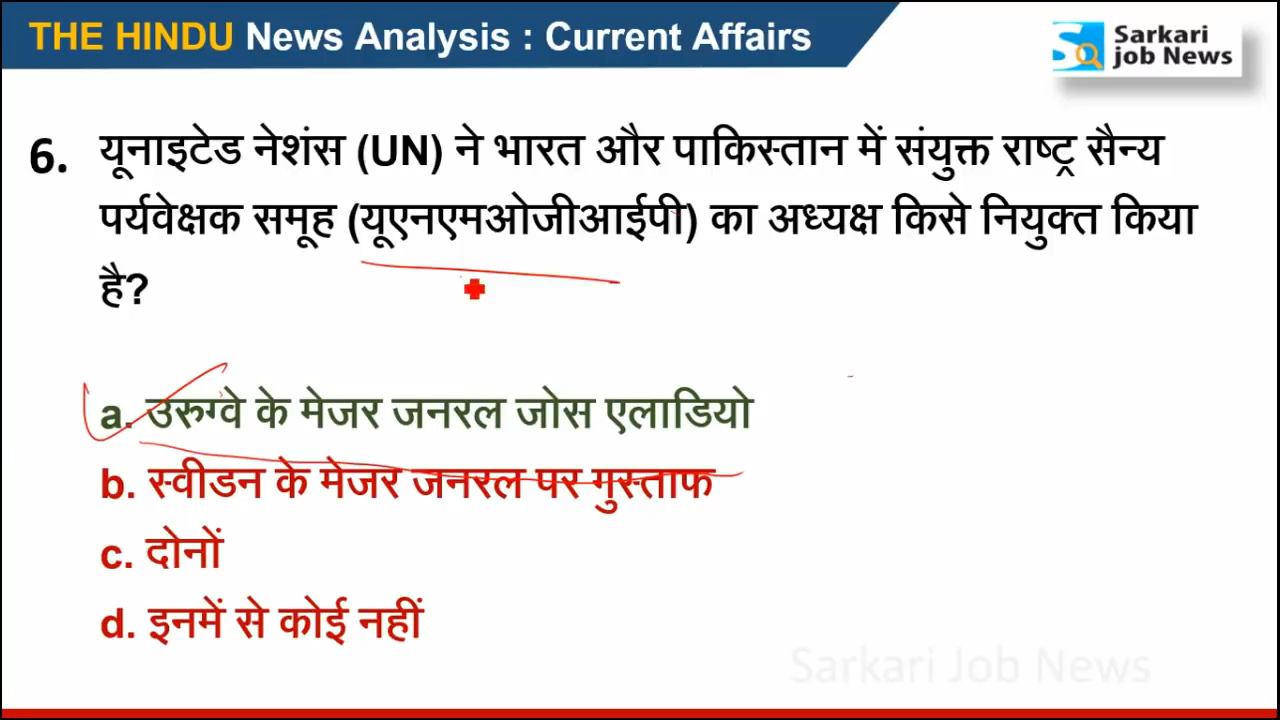 THE HINDU News Analysis : Current Affairs
Sarkari
job News
6. यूनाइटेड नेशंस (UN) ने भारत और पाकिस्तान में संयुक्त राष्ट्र सैन्य
पर्यवेक्षक समूह (यूएनएमओजीआईपी) का अध्यक्ष किसे नियुक्त किया
है?
a. उरुग्वे के मेजर जनरल जोस एलाडियो
b. स्वीडन के मेजर जनरल पर गुस्ताफ
c. दोनों
d. इनमें से कोई नहीं
Sarkari Job News